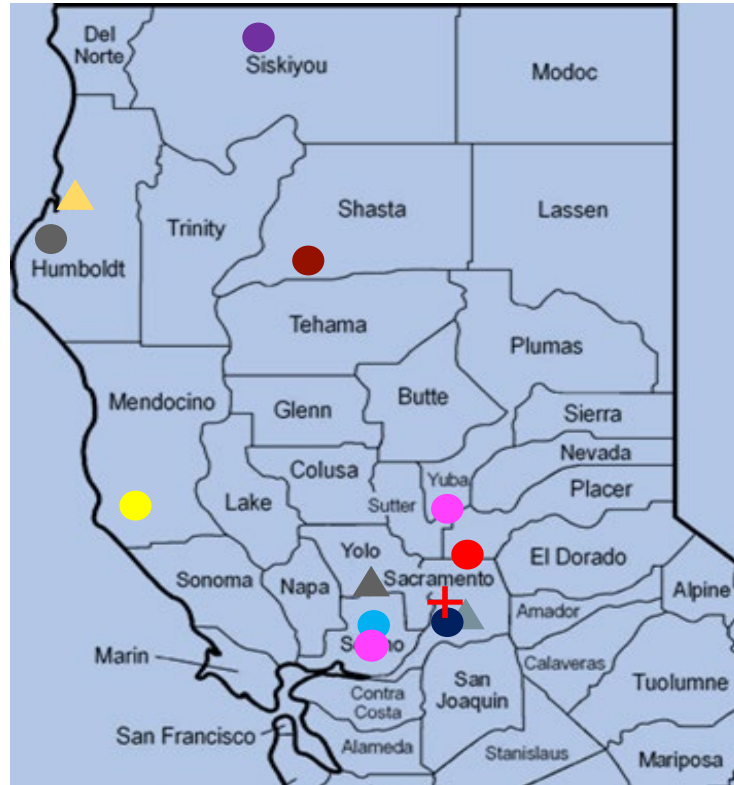 Del
Norte
Siskiyou
Modoc
Shasta
Lassen
Trinity
Humboldt
Tehama
Plumas
Mendocino
Glenn
Butte
Sierra
Nevada
Colusa
Yuba
Placer
Lake
Sutter
Yolo
El Dorado
Sonoma
Napa
Sacramento
Alpine
Amador
Marin
Calaveras
San
Joaquin
Tuolumne
Contra
Costa
San Francisco
Alameda
Stanislaus
Mariposa